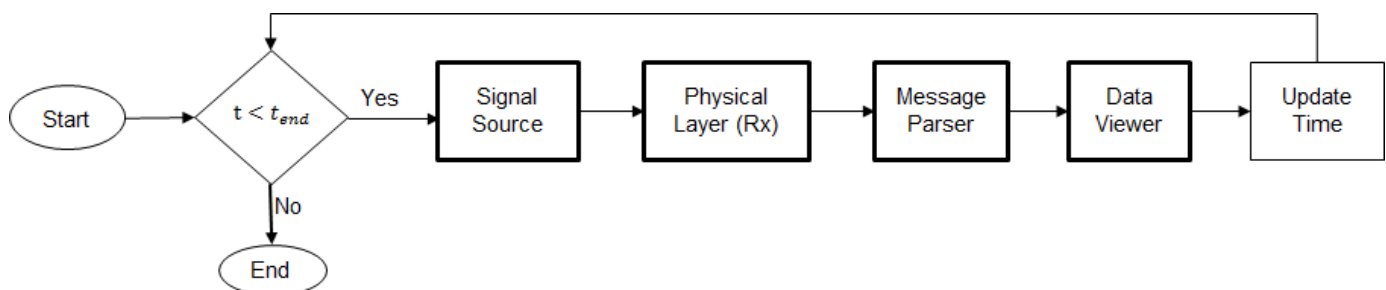 Start
t < t_end
Yes
Signal
Source
Physical
Layer (Rx)
Message
Parser
Data
Viewer
Update
Time
No
End